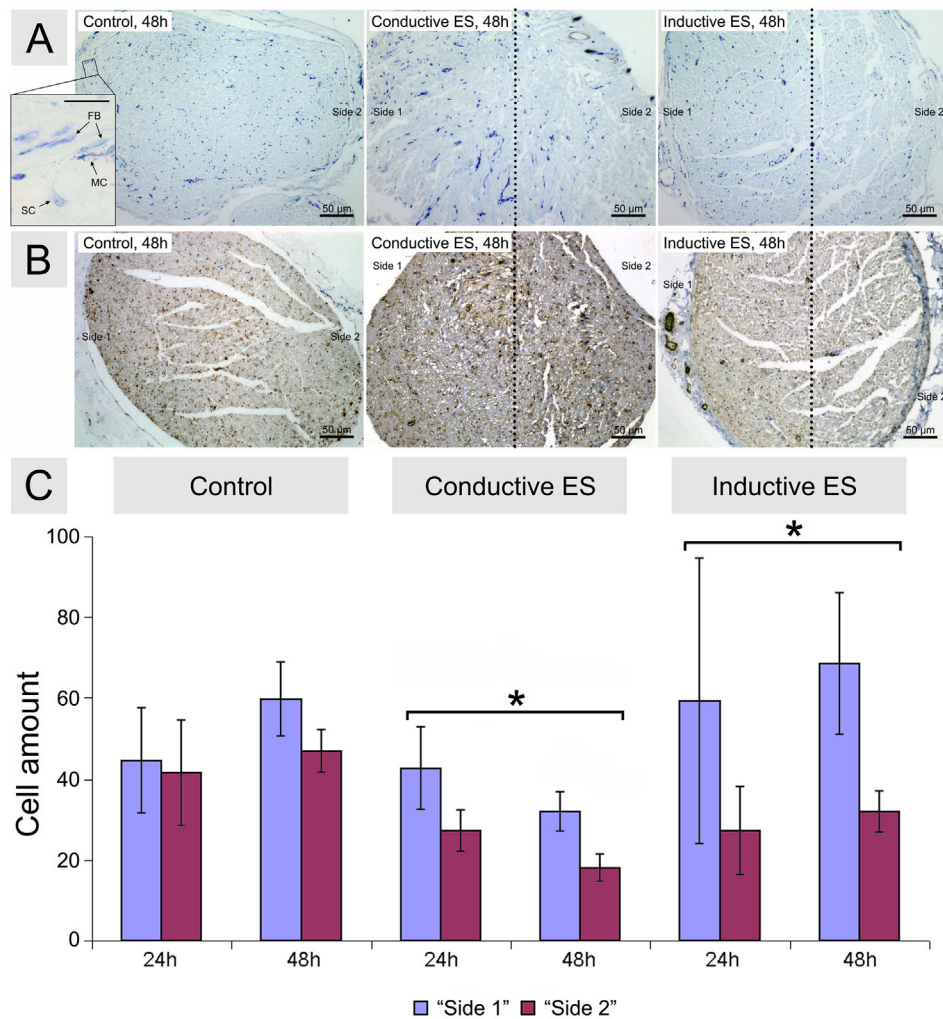 A
Control, 48h
Conductive ES, 48h
Inductive ES, 48h
Side 2
Side 1
Side 2
Side 1
Side 2
FB
MC
SC
50 µm
50 µm
50 µm
B
Control, 48h
Conductive ES, 48h
Inductive ES, 48h
Side 1
Side 2
Side 1
Side 2
Side 1
Side 2
50 µm
50 µm
50 µm
C
Control
Conductive ES
Inductive ES
Cell amount
100
80
60
40
20
0
*
*
24h
48h
24h
48h
24h
48h
“Side 1”
“Side 2”